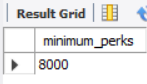 Result Grid
minimum_perks
8000